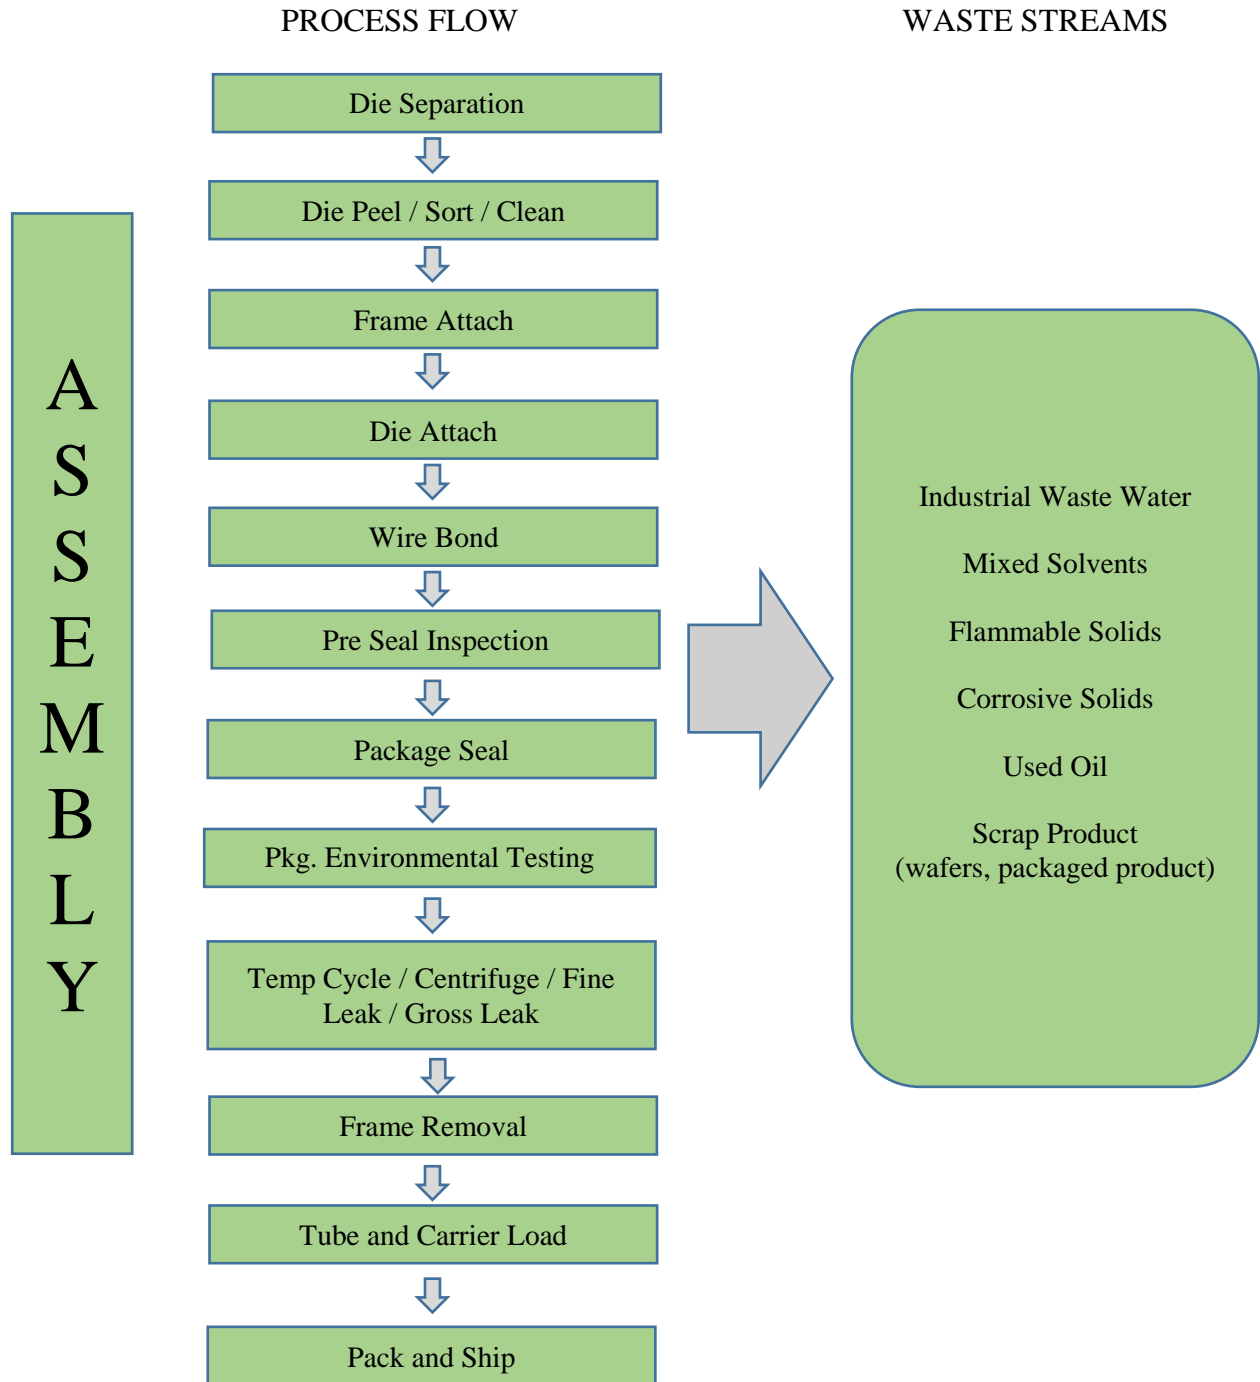 PROCESS FLOW
WASTE STREAMS
ASSEMBLY
Die Separation
Die Peel / Sort / Clean
Frame Attach
Die Attach
Wire Bond
Pre Seal Inspection
Package Seal
Pkg. Environmental Testing
Temp Cycle / Centrifuge / Fine
Leak / Gross Leak
Frame Removal
Tube and Carrier Load
Pack and Ship
Industrial Waste Water
Mixed Solvents
Flammable Solids
Corrosive Solids
Used Oil
Scrap Product
(wafers, packaged product)